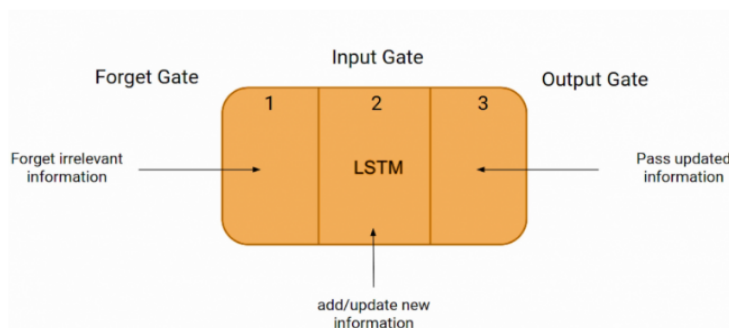 Input Gate
Forget Gate
Output Gate
1
2
3
Forget irrelevant
information
LSTM
Pass updated
information
add/update new
information